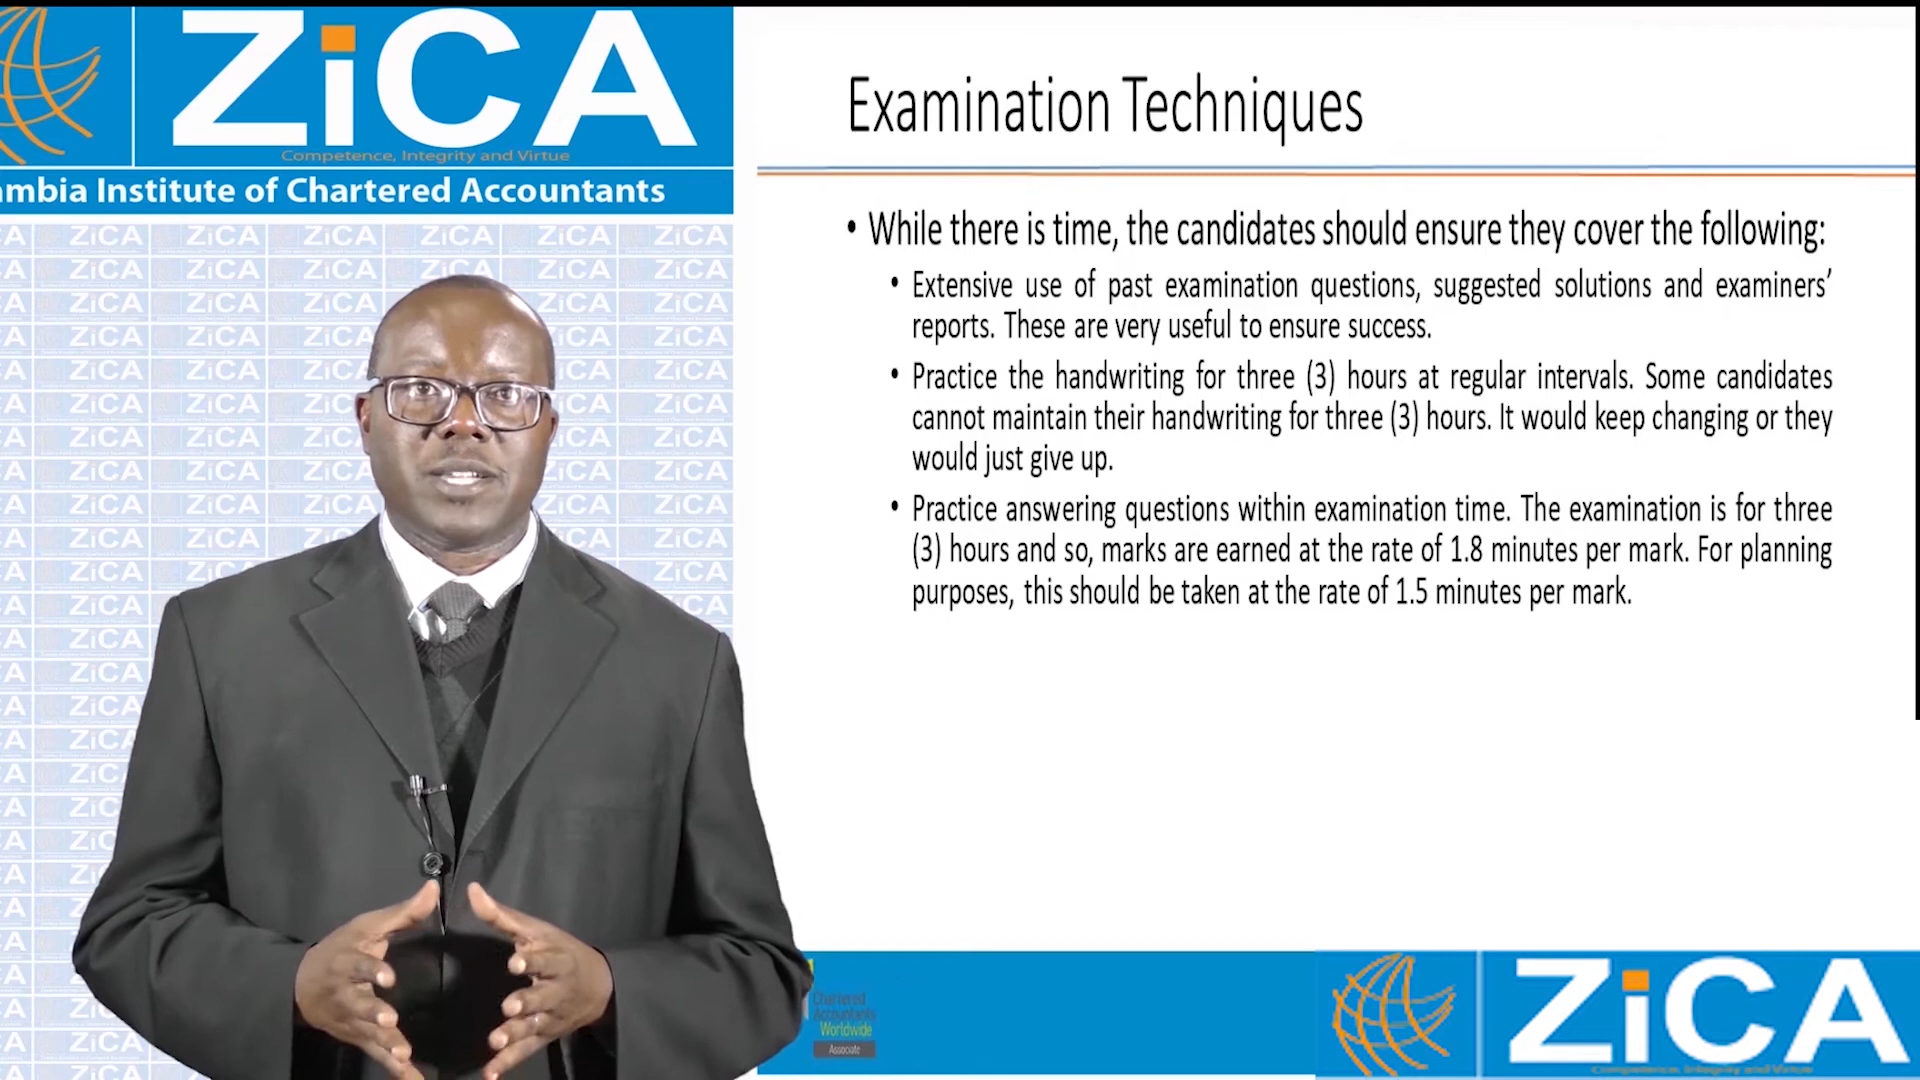 ZiCA
Competence, Integrity and Virtue
ambia Institute of Chartered Accountants
Examination Techniques
• While there is time, the candidates should ensure they cover the following:
• Extensive use of past examination questions, suggested solutions and examiners’
reports. These are very useful to ensure success.
• Practice the handwriting for three (3) hours at regular intervals. Some candidates
cannot maintain their handwriting for three (3) hours. It would keep changing or they
would just give up.
• Practice answering questions within examination time. The examination is for three
(3) hours and so, marks are earned at the rate of 1.8 minutes per mark. For planning
purposes, this should be taken at the rate of 1.5 minutes per mark.
Chartered
Accountants
Worldwide
Associate
ZiCA
Competence, Integrity and Virtue